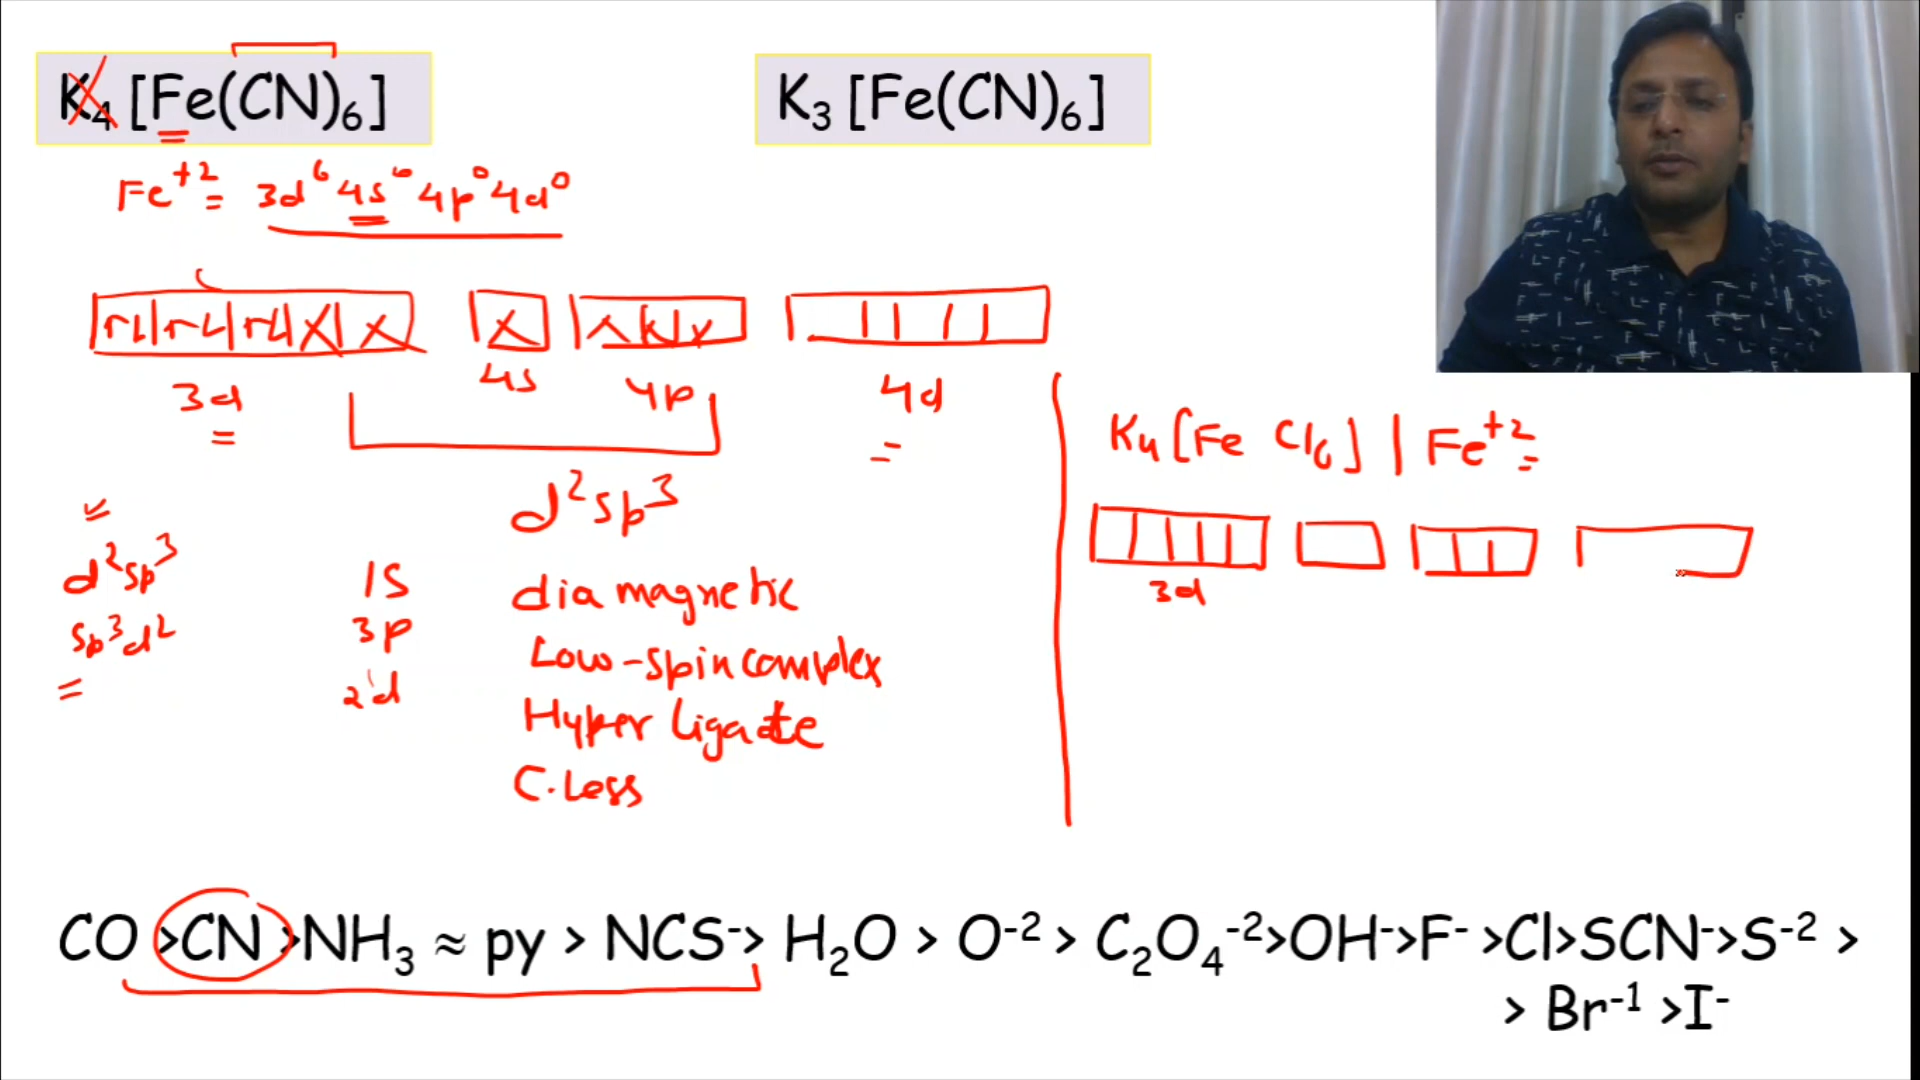 K4 [Fe(CN)6]
K3 [Fe(CN)6]
Fe+2 = 3d6 4s0 4p0 4d0
3d
4s
4p
4d
d2sp3
K4 [Fe Cl6] | Fe+2
3d
d2sp3
sp3d2
1S
3p
2d
diamagnetic
Low-spin complex
C.Less
CO >CN >NH3 ≈ py > NCS-> H2O > O-2 > C2O4-2>OH->F- >Cl>SCN->S-2 >
> Br-1 >I-